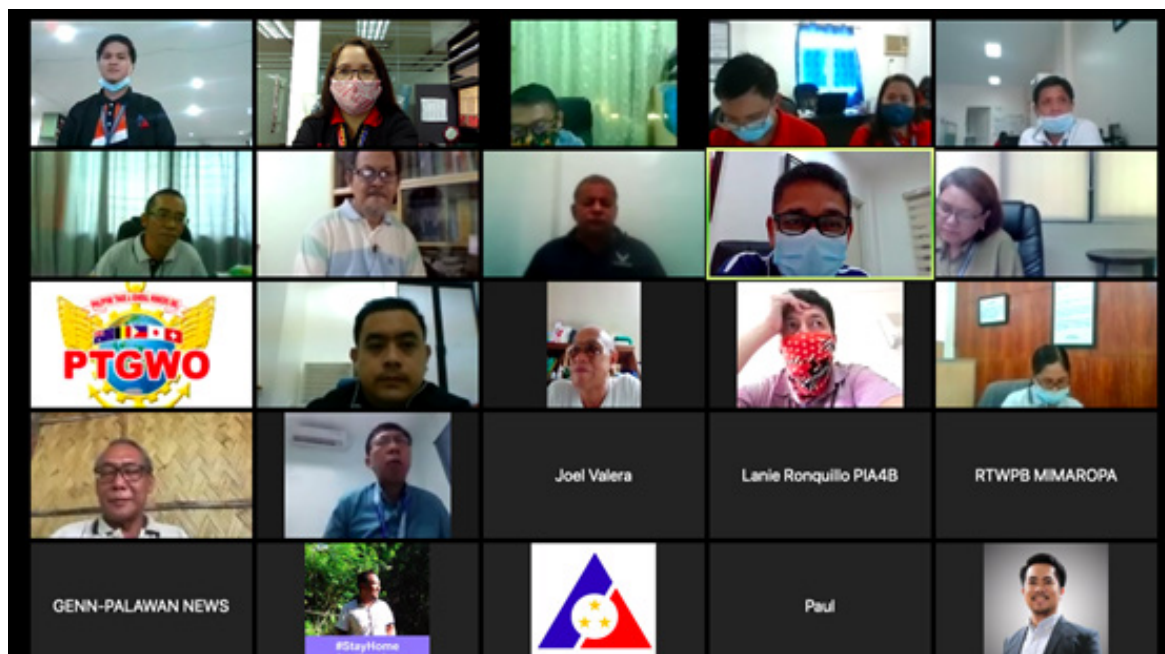 PTGWO
Joel Valera
Lanie Ronquillo PIA4B
RTWPB MIMAROPA
GENN-PALAWAN NEWS
#StayHome
Paul